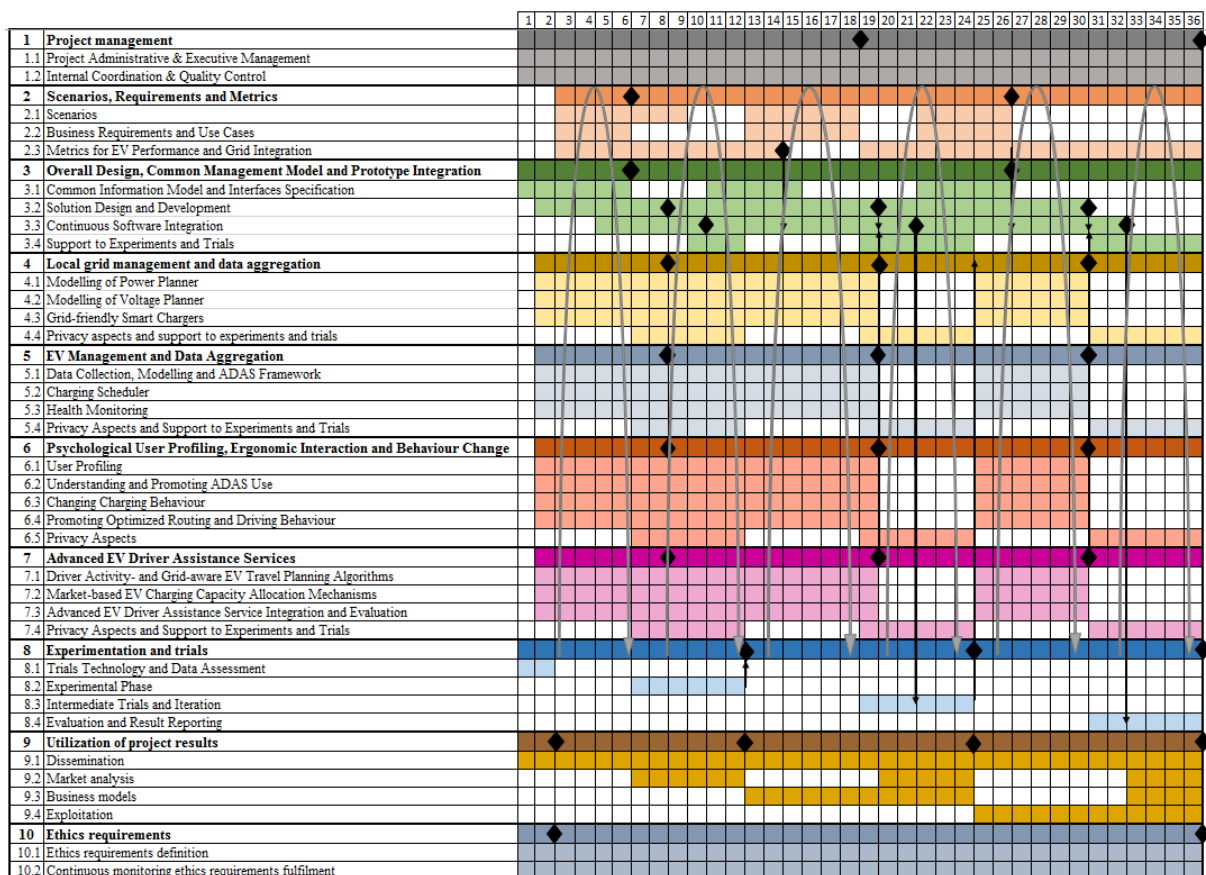 1 2 3 4 5 6 7 8 9 10 11 12 13 14 15 16 17 18 19 20 21 22 23 24 25 26 27 28 29 30 31 32 33 34 35 36
1 Project management
1.1 Project Administrative & Executive Management
1.2 Internal Coordination & Quality Control
2 Scenarios, Requirements and Metrics
2.1 Scenarios
2.2 Business Requirements and Use Cases
2.3 Metrics for EV Performance and Grid Integration
3 Overall Design, Common Management Model and Prototype Integration
3.1 Common Information Model and Interfaces Specification
3.2 Solution Design and Development
3.3 Continuous Software Integration
3.4 Support to Experiments and Trials
4 Local grid management and data aggregation
4.1 Modelling of Power Planner
4.2 Modelling of Voltage Planner
4.3 Grid-friendly Smart Chargers
4.4 Privacy aspects and support to experiments and trials
5 EV Management and Data Aggregation
5.1 Data Collection, Modelling and ADAS Framework
5.2 Charging Scheduler
5.3 Health Monitoring
5.4 Privacy Aspects and Support to Experiments and Trials
6 Psychological User Profiling, Ergonomic Interaction and Behaviour Change
6.1 User Profiling
6.2 Understanding and Promoting ADAS Use
6.3 Changing Charging Behaviour
6.4 Promoting Optimized Routing and Driving Behaviour
6.5 Privacy Aspects
7 Advanced EV Driver Assistance Services
7.1 Driver Activity- and Grid-aware EV Travel Planning Algorithms
7.2 Market-based EV Charging Capacity Allocation Mechanisms
7.3 Advanced EV Driver Assistance Service Integration and Evaluation
7.4 Privacy Aspects and Support to Experiments and Trials
8 Experimentation and trials
8.1 Trials Technology and Data Assessment
8.2 Experimental Phase
8.3 Intermediate Trials and Iteration
8.4 Evaluation and Result Reporting
9 Utilization of project results
9.1 Dissemination
9.2 Market analysis
9.3 Business models
9.4 Exploitation
10 Ethics requirements
10.1 Ethics requirements definition
10.2 Continuous monitoring ethics requirements fulfilment